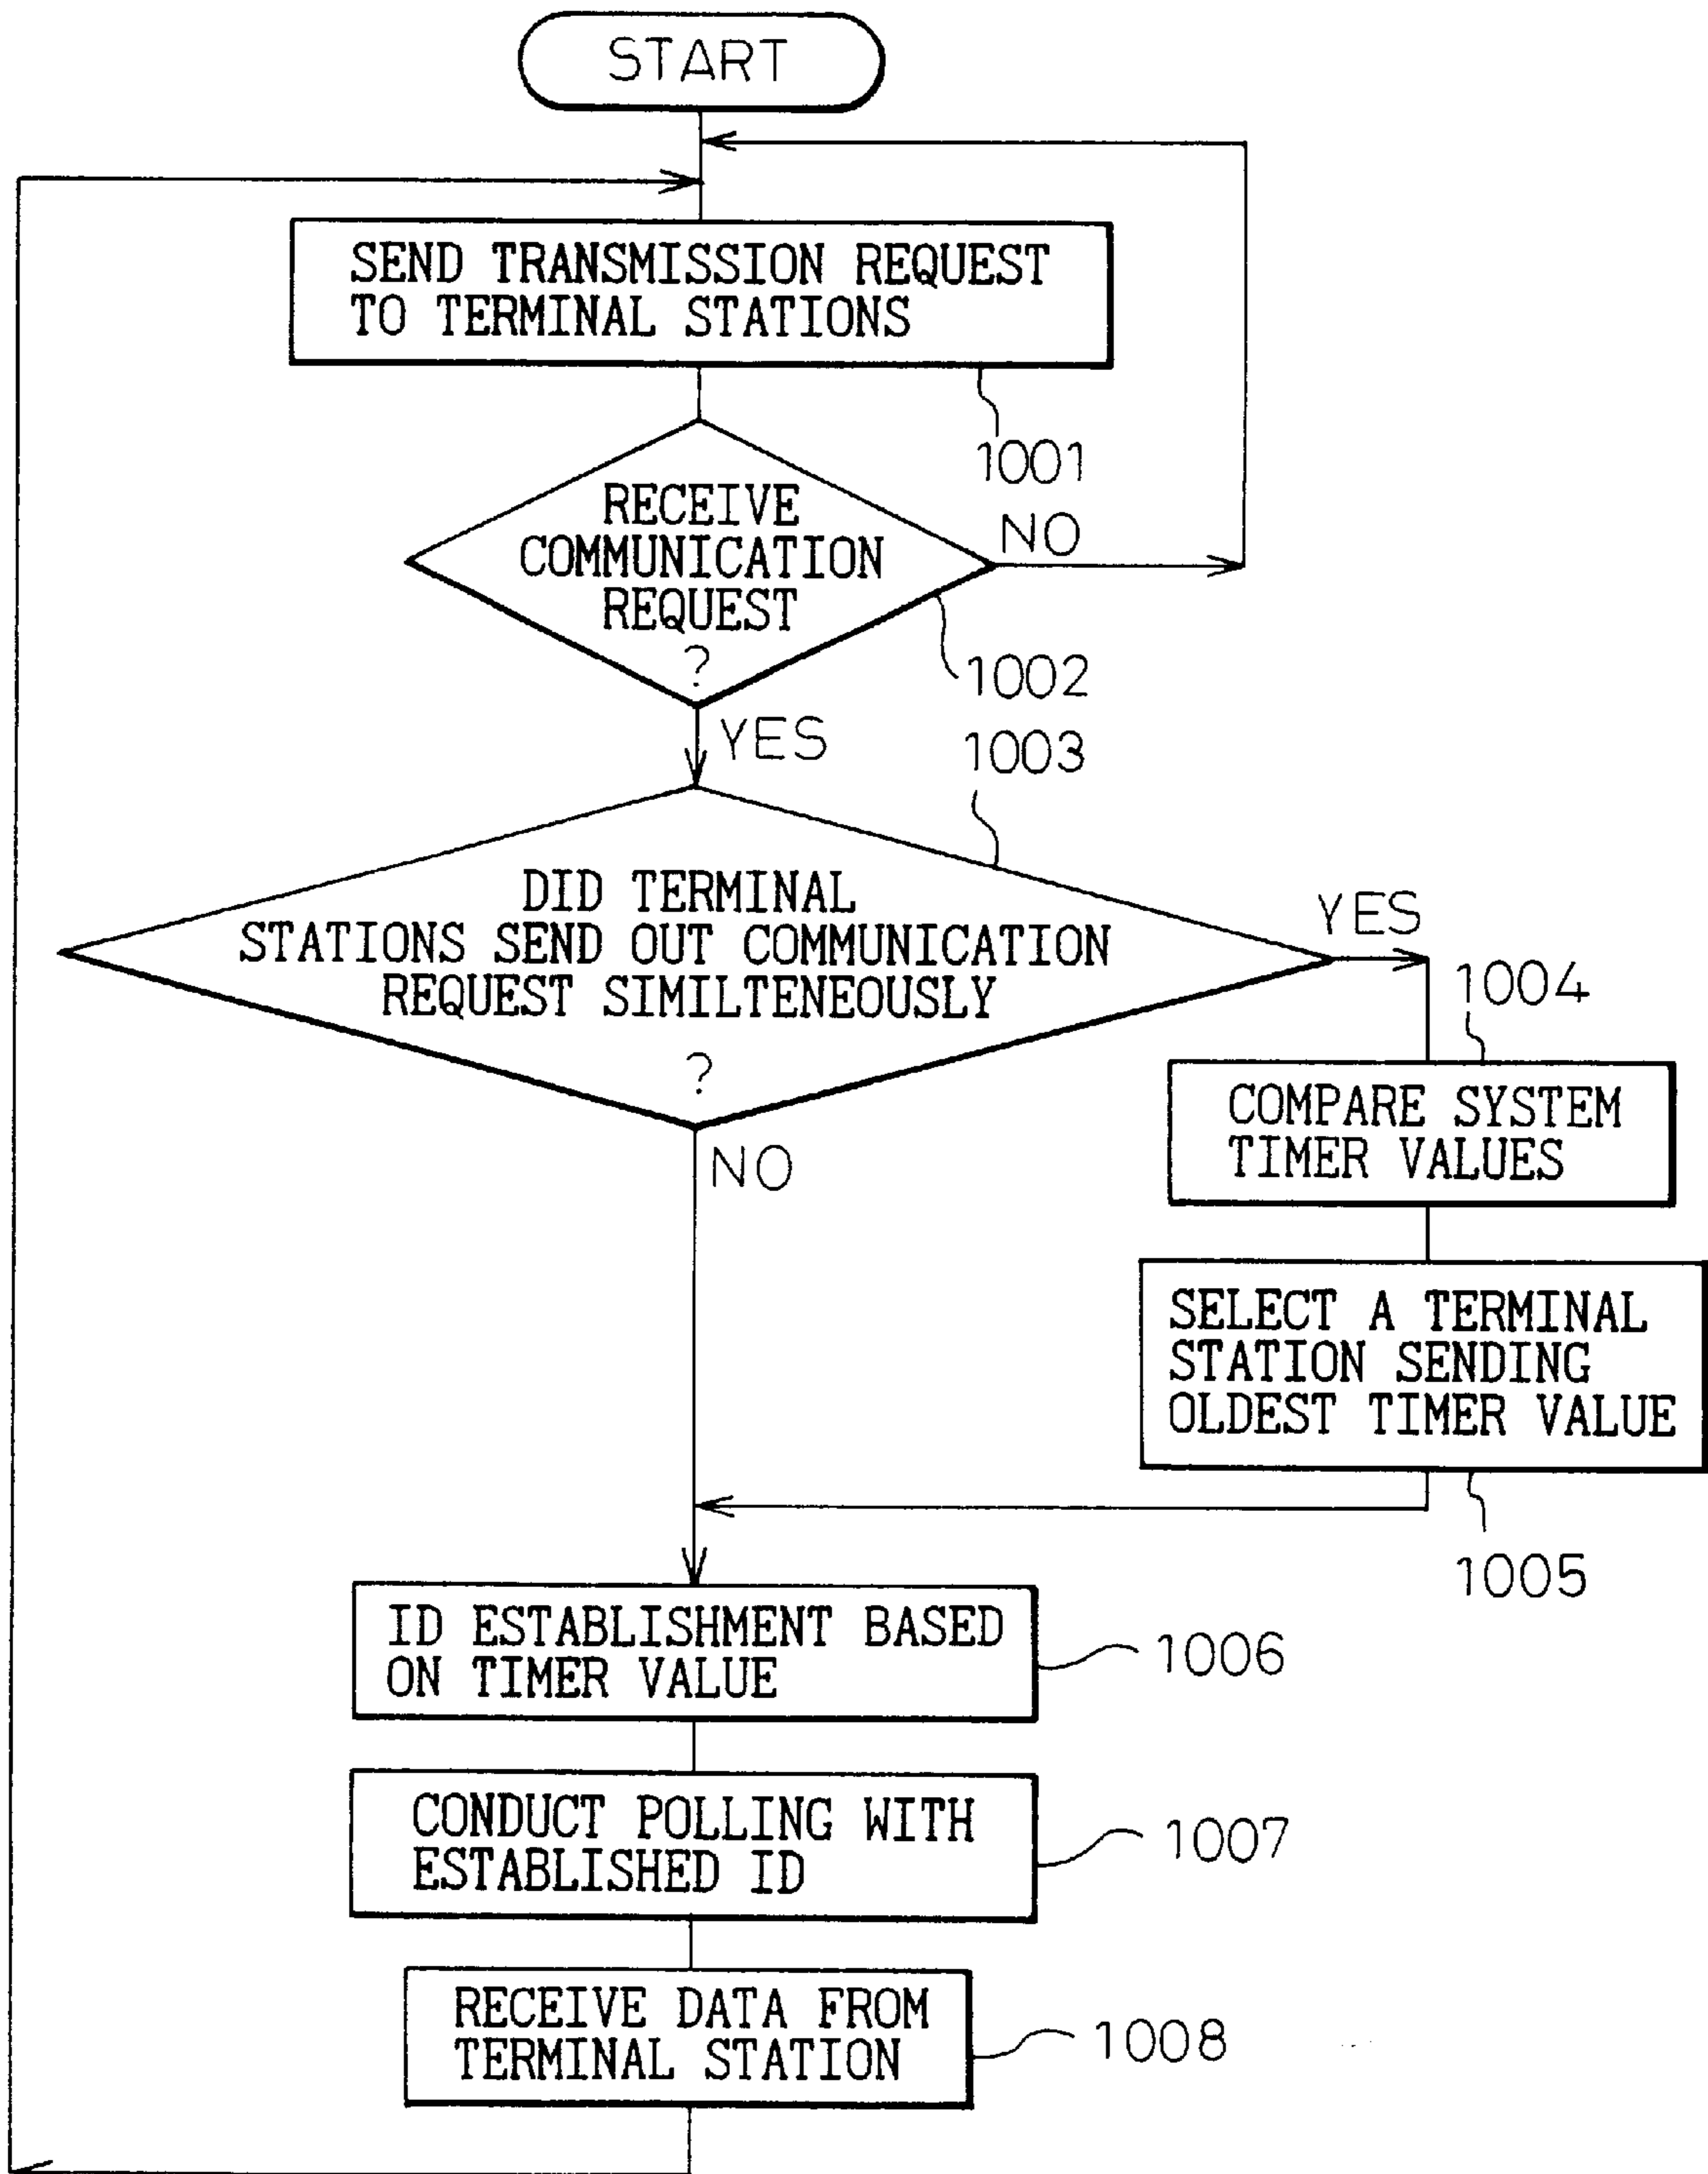 START
SEND TRANSMISSION REQUEST
TO TERMINAL STATIONS
1001
RECEIVE
COMMUNICATION
REQUEST
?
NO
1002
YES
1003
DID TERMINAL
STATIONS SEND OUT COMMUNICATION
REQUEST SIMILTENEOUSLY
?
YES
1004
COMPARE SYSTEM
TIMER VALUES
NO
SELECT A TERMINAL
STATION SENDING
OLDEST TIMER VALUE
1005
ID ESTABLISHMENT BASED
ON TIMER VALUE
1006
CONDUCT POLLING WITH
ESTABLISHED ID
1007
RECEIVE DATA FROM
TERMINAL STATION
1008